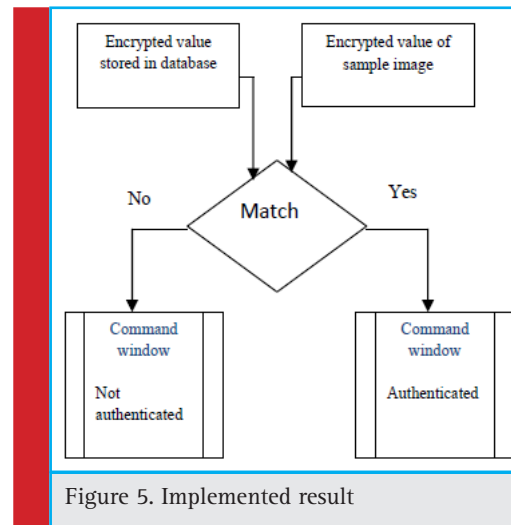 Encrypted value
stored in database
Encrypted value of
sample image
No
Yes
Match
Command
window
Not
authenticated
Command
window
Authenticated
Figure 5. Implemented result